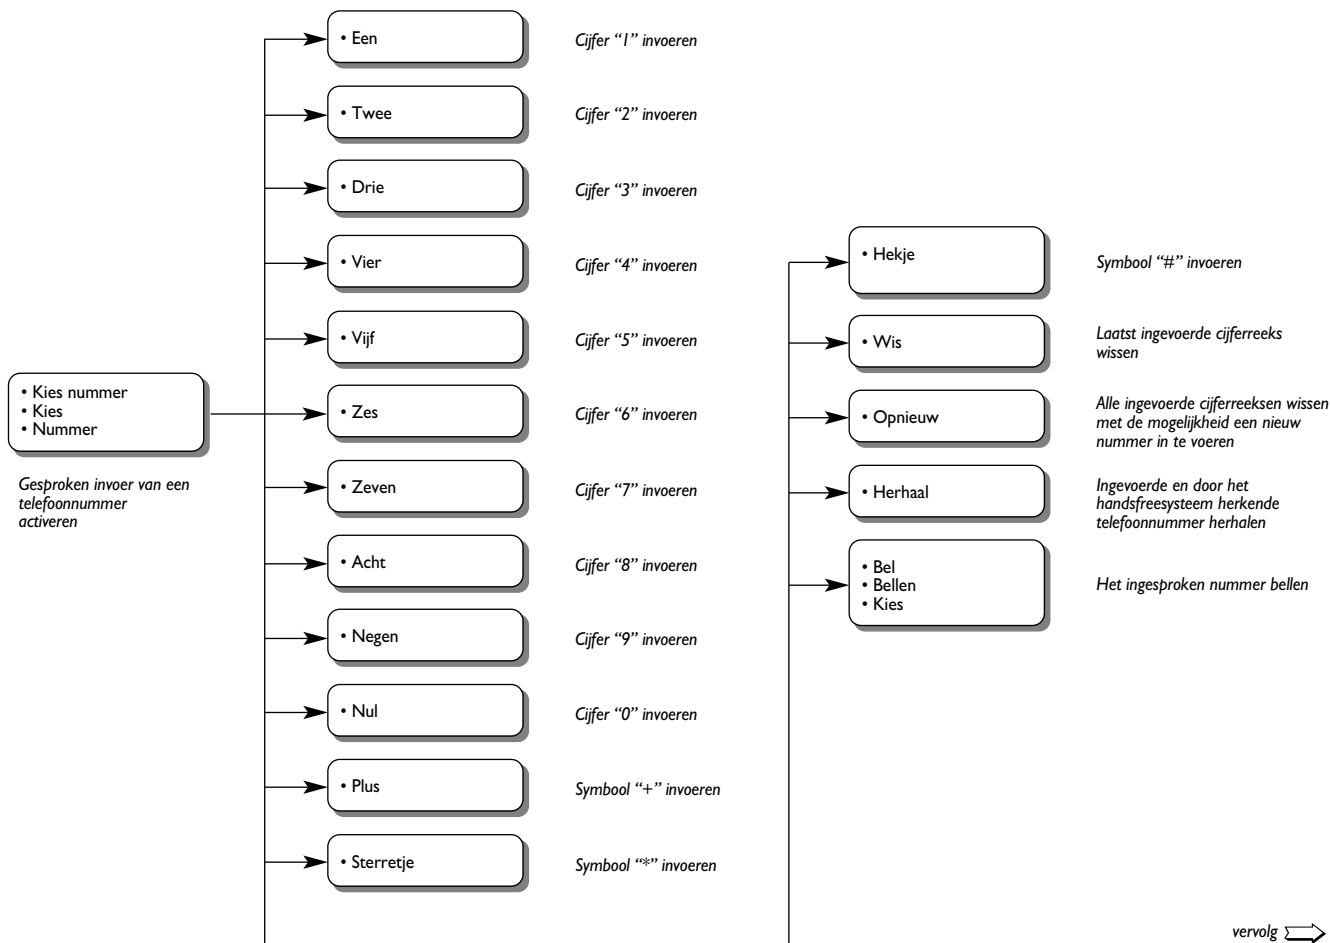 • Kies nummer
• Kies
• Nummer
Gesproken invoer van een
telefoonnummer
activeren
• Een
Cijfer “1” invoeren
• Twee
Cijfer “2” invoeren
• Drie
Cijfer “3” invoeren
• Vier
Cijfer “4” invoeren
• Vijf
Cijfer “5” invoeren
• Zes
Cijfer “6” invoeren
• Zeven
Cijfer “7” invoeren
• Acht
Cijfer “8” invoeren
• Negen
Cijfer “9” invoeren
• Nul
Cijfer “0” invoeren
• Plus
Symbool “+” invoeren
• Sterretje
Symbool “*” invoeren
• Hekje
Symbool “#” invoeren
• Wis
Laatst ingevoerde cijferreeks
wissen
• Opnieuw
Alle ingevoerde cijferreeksen wissen
met de mogelijkheid een nieuw
nummer in te voeren
• Herhaal
Ingevoerde en door het
handsfreesysteem herkende
telefoonnummer herhalen
• Bel
• Bellen
• Kies
Het ingesproken nummer bellen
vervolg